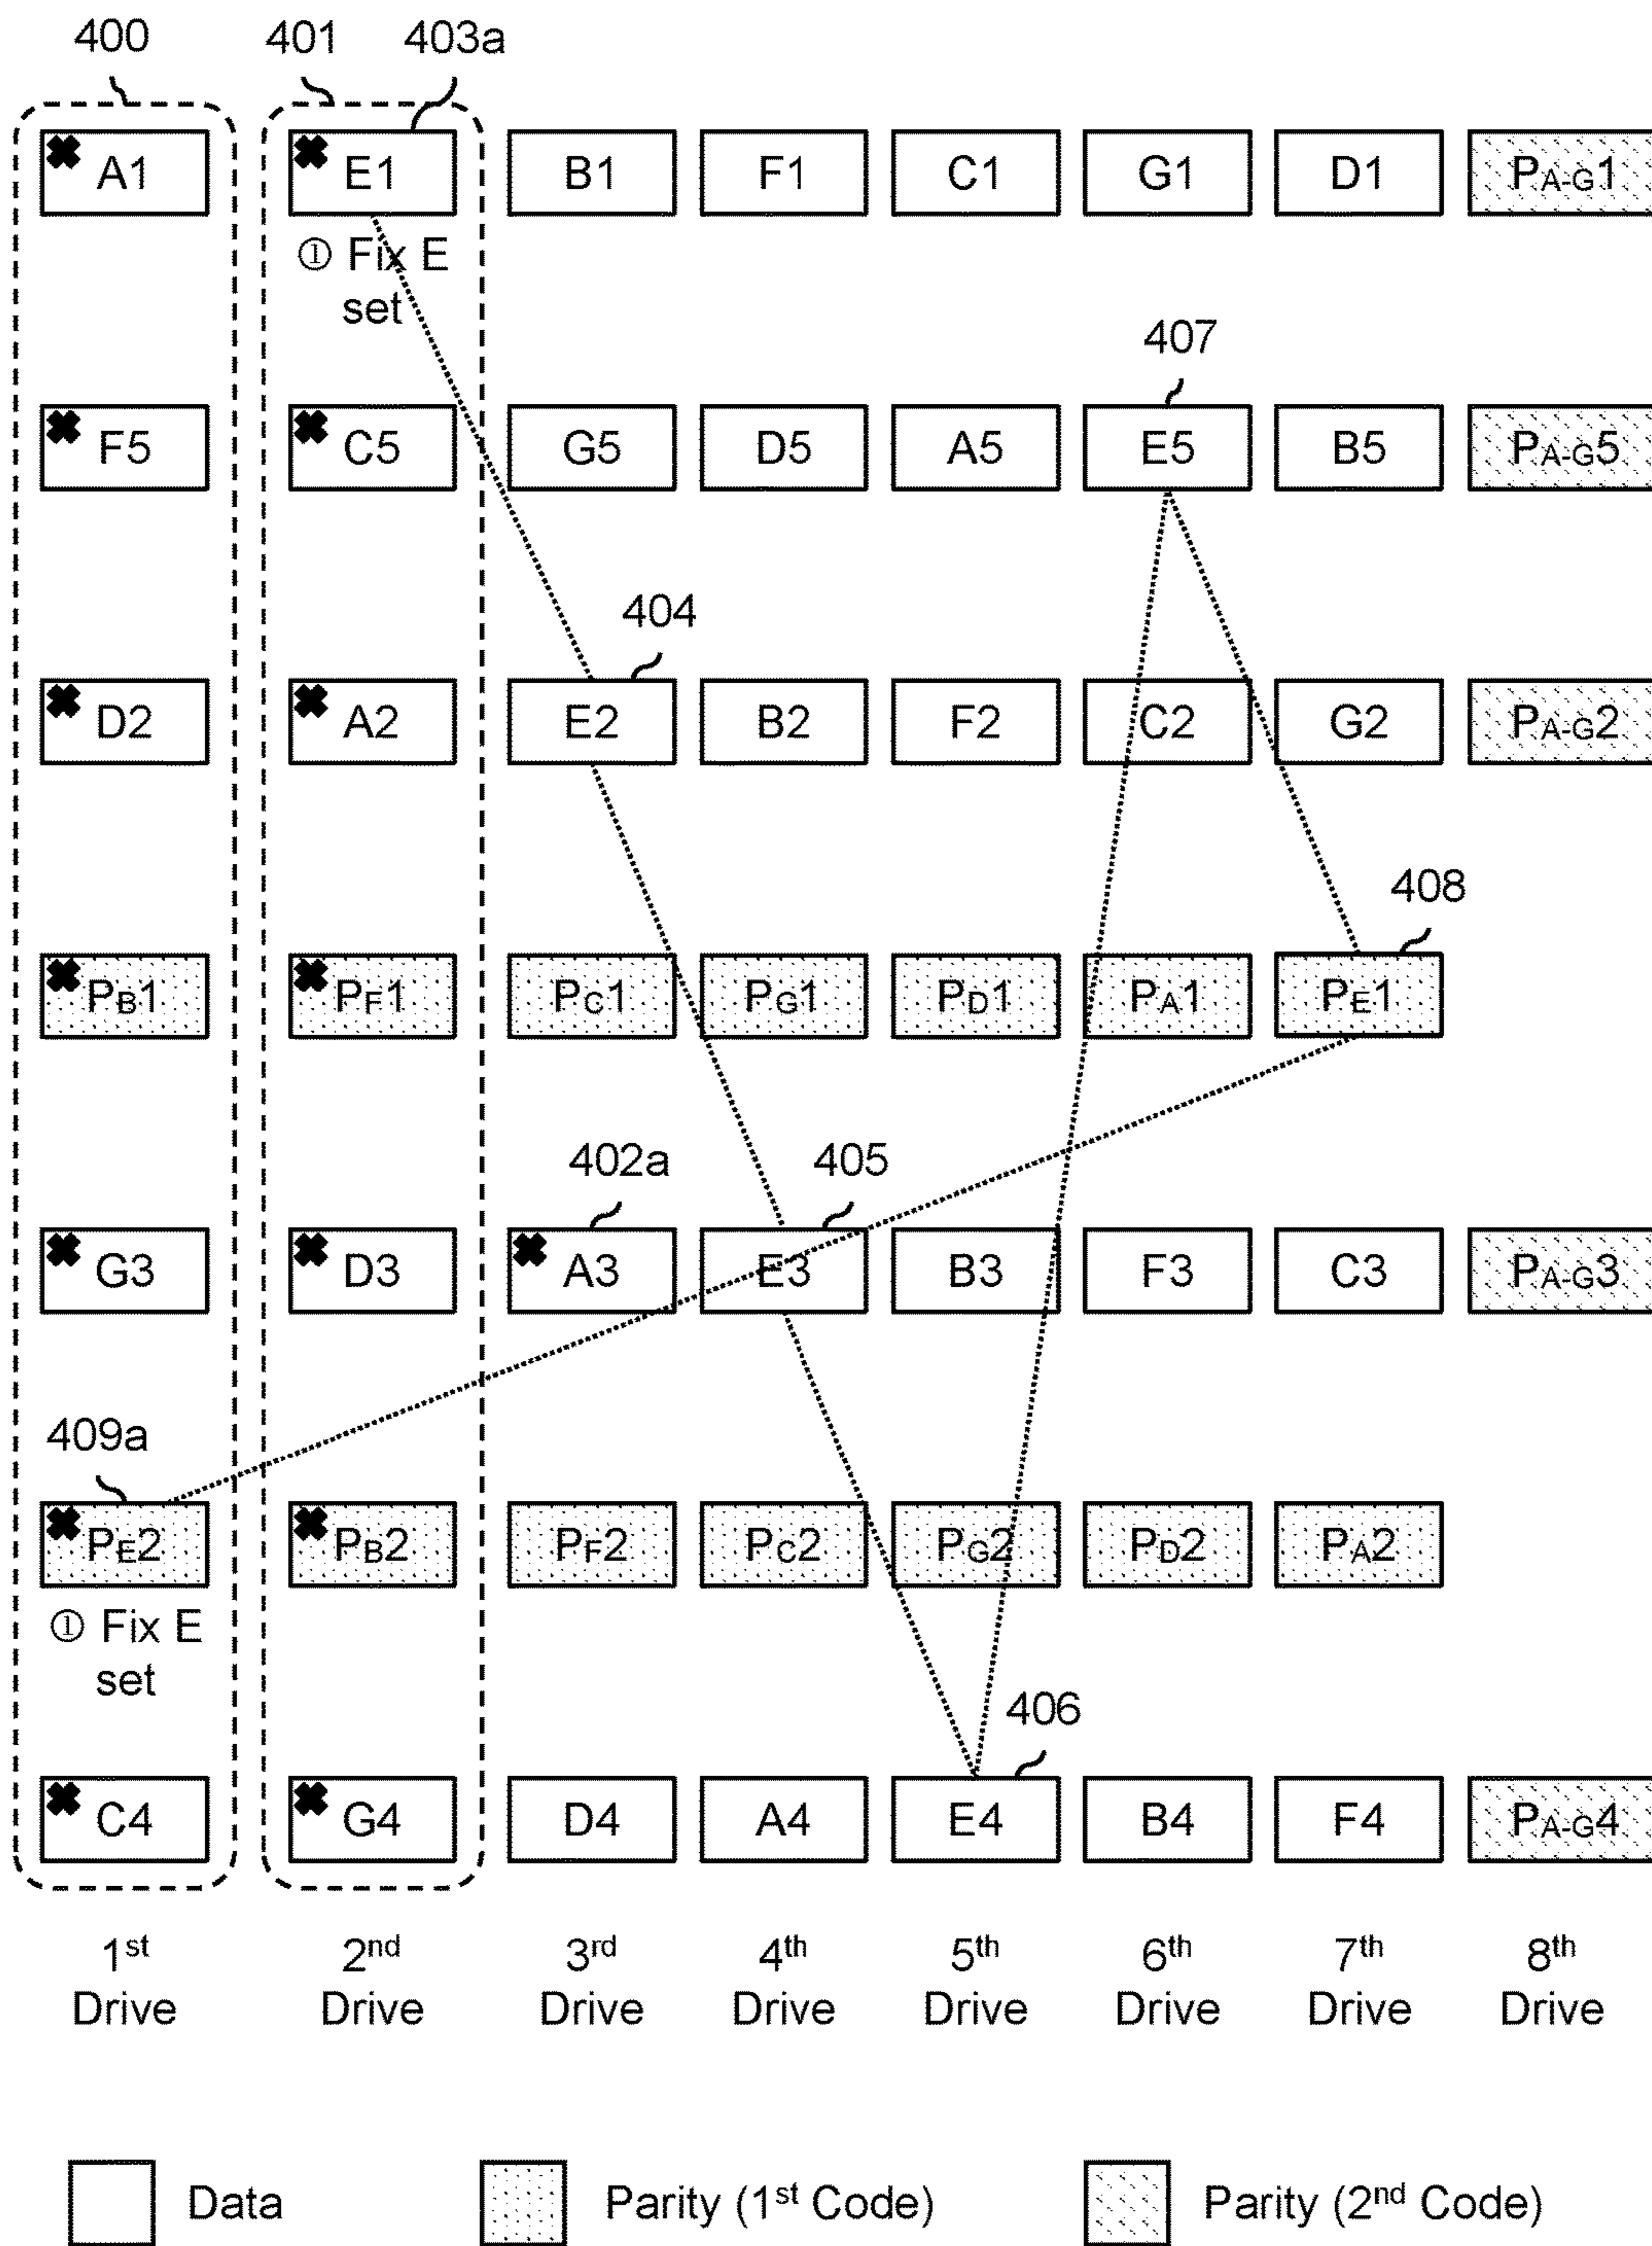 400 401 403a
A1 E1 B1 F1 C1 G1 D1 PA-G1
① Fix E
set
407
F5 C5 G5 D5 A5 E5 B5 PA-G5
404
D2 A2 E2 B2 F2 C2 G2 PA-G2
408
PB1 PF1 PC1 PG1 PD1 PA1 PE1
402a 405
G3 D3 A3 E3 B3 F3 C3 PA-G3
409a
PE2 PB2 PF2 PC2 PG2 PD2 PA2
① Fix E
set
406
C4 G4 D4 A4 E4 B4 F4 PA-G4
1st 2nd 3rd 4th 5th 6th 7th 8th
Drive Drive Drive Drive Drive Drive Drive Drive
Data Parity (1st Code) Parity (2nd Code)